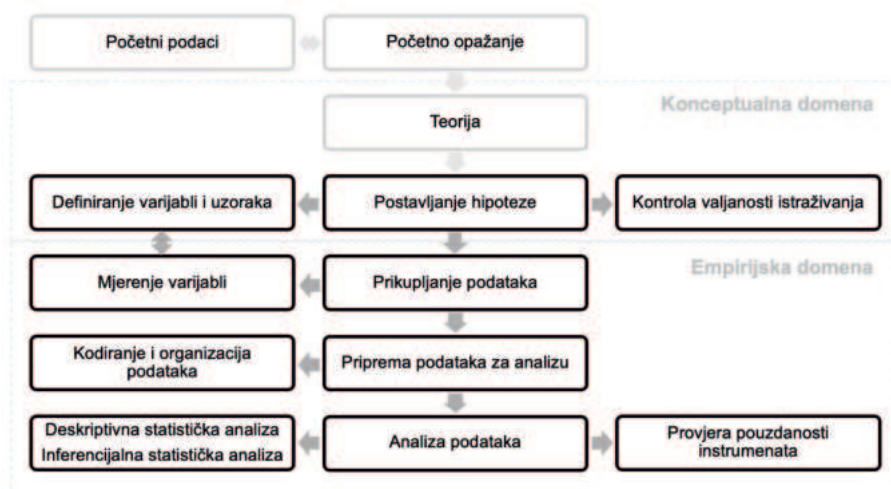 Početni podaci
Početno opažanje
Konceptualna domena
Teorija
Definiranje varijabli i uzoraka
Postavljanje hipoteze
Kontrola valjanosti istraživanja
Empirijska domena
Mjerenje varijabli
Prikupljanje podataka
Kodiranje i organizacija
podataka
Priprema podataka za analizu
Deskriptivna statistička analiza
Inferencijalna statistička analiza
Analiza podataka
Provjera pouzdanosti
instrumenata